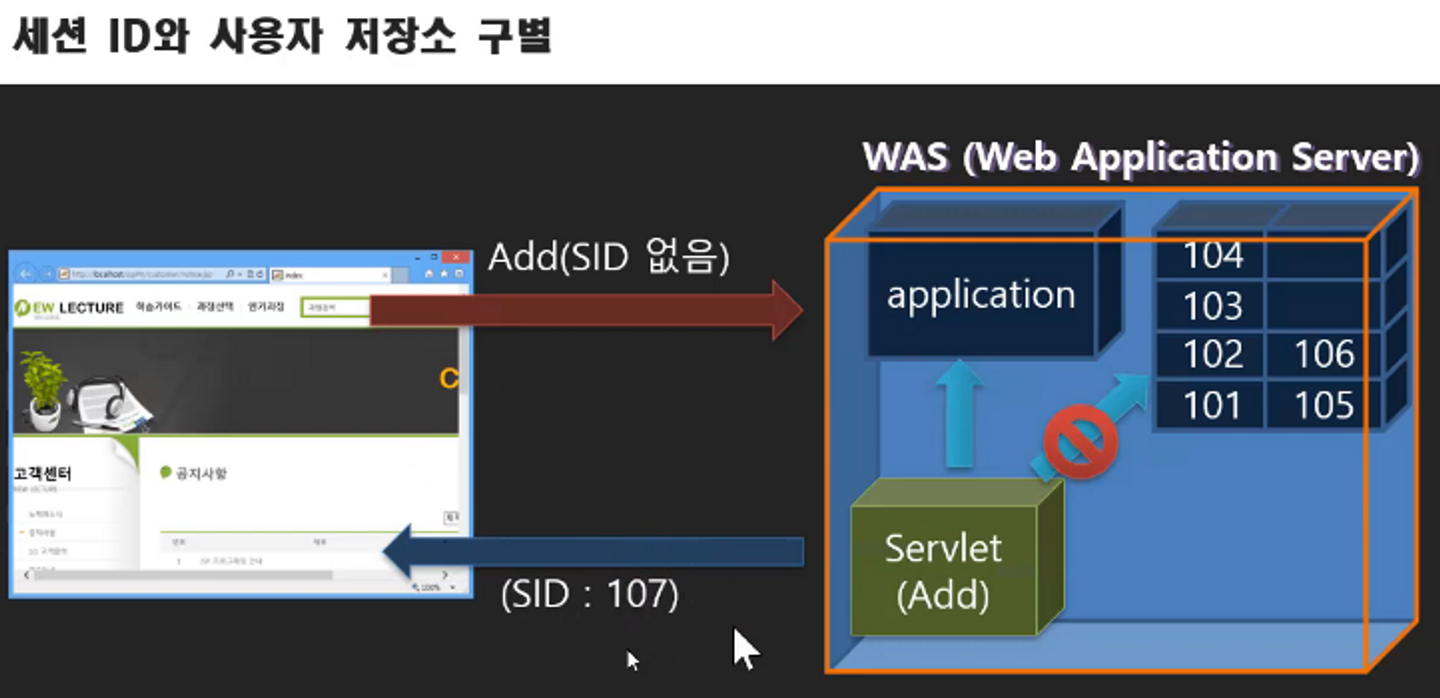 세션 ID와 사용자 저장소 구별
WAS (Web Application Server)
Add(SID 없음)
application
104
103
102 106
101 105
EW LECTURE 학습가이드 과정선택 인기과정
C
고객센터
공지사항
Servlet
(Add)
(SID : 107)
100%